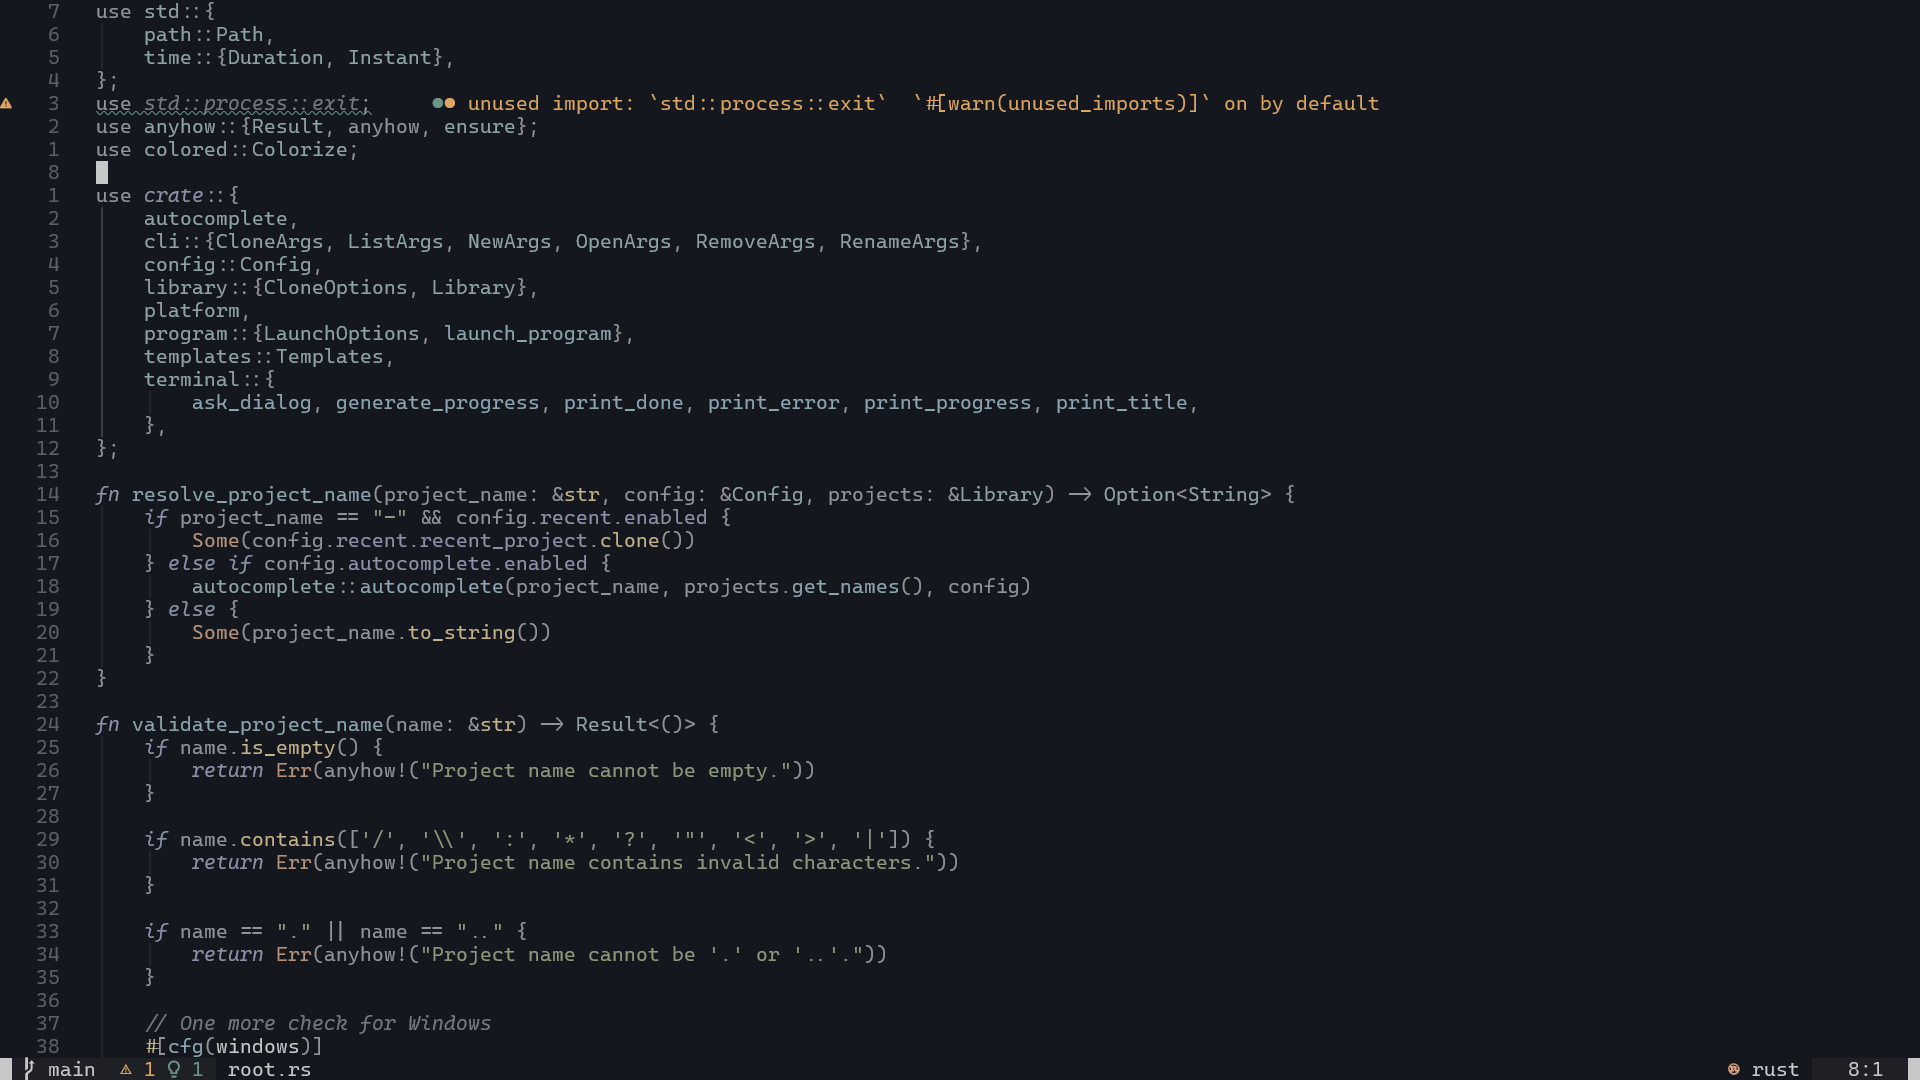 7 use std::{
6     path::Path,
5     time::{Duration, Instant},
4 };
3 use std::process::exit; unused import: `std::process::exit` `#[warn(unused_imports)]` on by default
2 use anyhow::{Result, anyhow, ensure};
1 use colored::Colorize;
8
1 use crate::{
2     autocomplete,
3     cli::{CloneArgs, ListArgs, NewArgs, OpenArgs, RemoveArgs, RenameArgs},
4     config::Config,
5     library::{CloneOptions, Library},
6     platform,
7     program::{LaunchOptions, launch_program},
8     templates::Templates,
9     terminal::{
10         ask_dialog, generate_progress, print_done, print_error, print_progress, print_title,
11     },
12 };
13
14 fn resolve_project_name(project_name: &str, config: &Config, projects: &Library) -> Option<String> {
15     if project_name == "-" && config.recent.enabled {
16         Some(config.recent.recent_project.clone())
17     } else if config.autocomplete.enabled {
18         autocomplete::autocomplete(project_name, projects.get_names(), config)
19     } else {
20         Some(project_name.to_string())
21     }
22 }
23
24 fn validate_project_name(name: &str) -> Result<()> {
25     if name.is_empty() {
26         return Err(anyhow!("Project name cannot be empty."))
27     }
28
29     if name.contains(['/', '\\', ':', '*', '?', '"', '<', '>', '|']) {
30         return Err(anyhow!("Project name contains invalid characters."))
31     }
32
33     if name == "." || name == ".." {
34         return Err(anyhow!("Project name cannot be '.' or '..'."))
35     }
36
37     // One more check for Windows
38     #[cfg(windows)]
main 1 1 root.rs rust 8:1